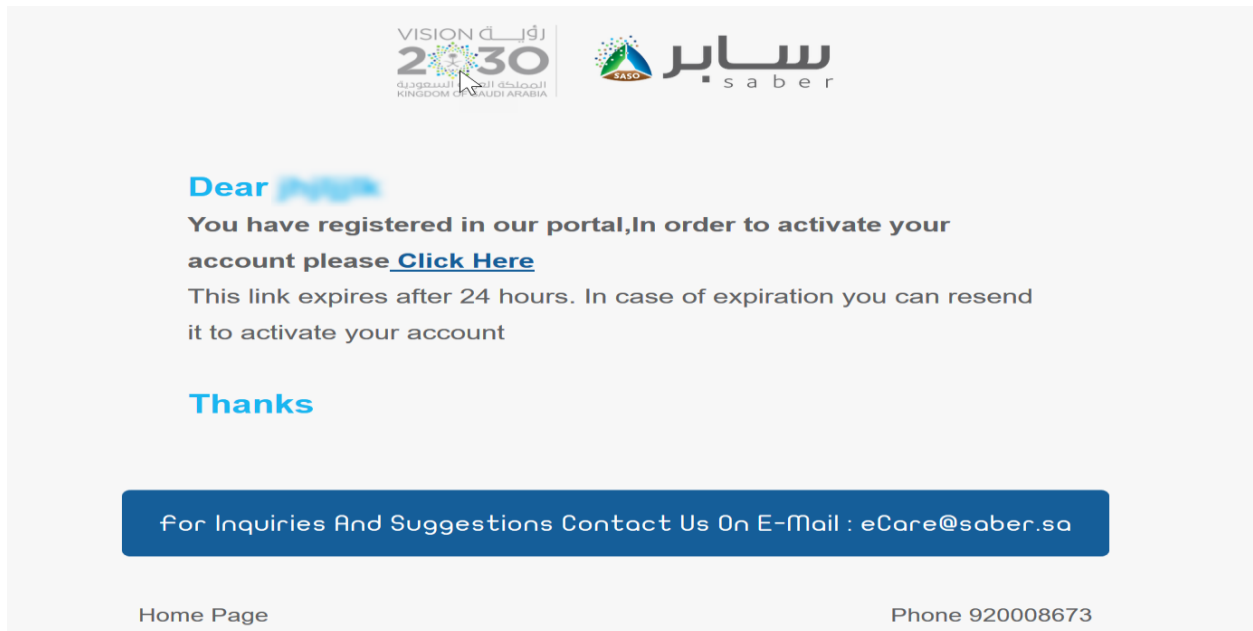 VISION رؤيـــة
2030
المملكة العربية السعودية
KINGDOM OF SAUDI ARABIA
SASO
سـابر
saber
Dear
You have registered in our portal,In order to activate your
account please Click Here
This link expires after 24 hours. In case of expiration you can resend
it to activate your account
Thanks
For Inquiries And Suggestions Contact Us On E-Mail : eCare@saber.sa
Home Page
Phone 920008673